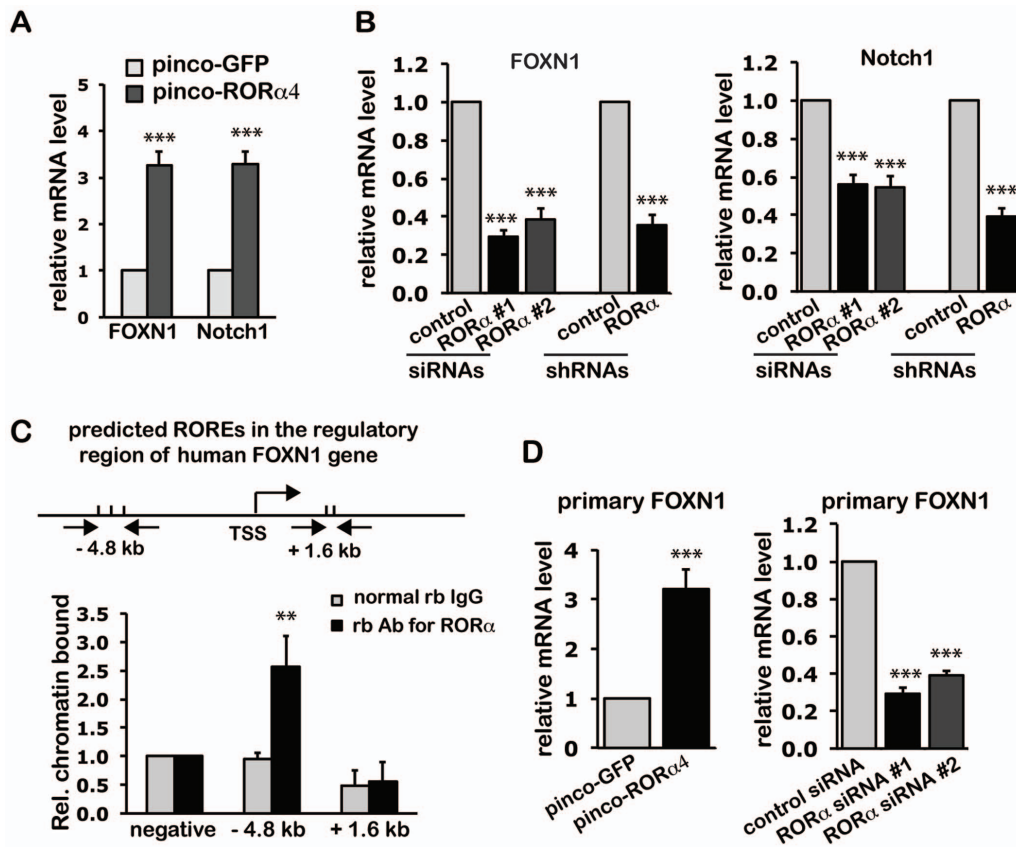 A
pinco-GFP
pinco-RORα4
relative mRNA level
5
4
3
2
1
0
***
***
FOXN1 Notch1
B
FOXN1
relative mRNA level
1.2
1.0
0.8
0.6
0.4
0.2
0.0
***
***
***
control
RORα #1
RORα #2
control
RORα
siRNAs
shRNAs
Notch1
relative mRNA level
1.2
1.0
0.8
0.6
0.4
0.2
0.0
***
***
***
control
RORα #1
RORα #2
control
RORα
siRNAs
shRNAs
C
predicted ROREs in the regulatory
region of human FOXN1 gene
TSS
- 4.8 kb
+ 1.6 kb
normal rb IgG
rb Ab for RORα
Rel. chromatin bound
3.5
3.0
2.5
2.0
1.5
1.0
0.5
0.0
**
negative - 4.8 kb + 1.6 kb
D
primary FOXN1
relative mRNA level
4
3
2
1
0
***
pinco-GFP
pinco-RORα4
primary FOXN1
relative mRNA level
1.2
1.0
0.8
0.6
0.4
0.2
0.0
***
***
control siRNA
RORα siRNA #1
RORα siRNA #2